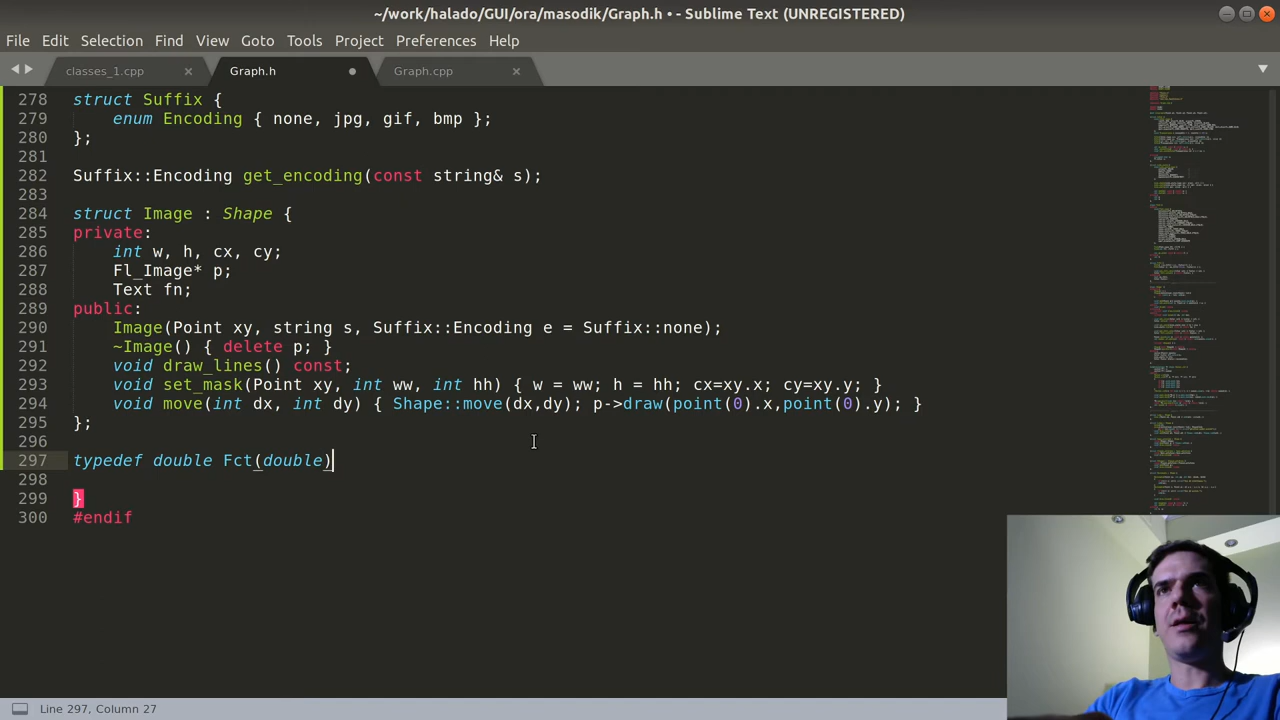 ~/work/halado/GUI/ora/masodik/Graph.h • - Sublime Text (UNREGISTERED)
File Edit Selection Find View Goto Tools Project Preferences Help
classes_1.cpp Graph.h Graph.cpp
278 struct Suffix {
279 enum Encoding { none, jpg, gif, bmp };
280 };
281
282 Suffix::Encoding get_encoding(const string& s);
283
284 struct Image : Shape {
285 private:
286 int w, h, cx, cy;
287 Fl_Image* p;
288 Text fn;
289 public:
290 Image(Point xy, string s, Suffix::Encoding e = Suffix::none);
291 ~Image() { delete p; }
292 void draw_lines() const;
293 void set_mask(Point xy, int ww, int hh) { w = ww; h = hh; cx=xy.x; cy=xy.y; }
294 void move(int dx, int dy) { Shape::move(dx,dy); p->draw(point(0).x,point(0).y); }
295 };
296
297 typedef double Fct(double)
298
299 }
300 #endif
Line 297, Column 27